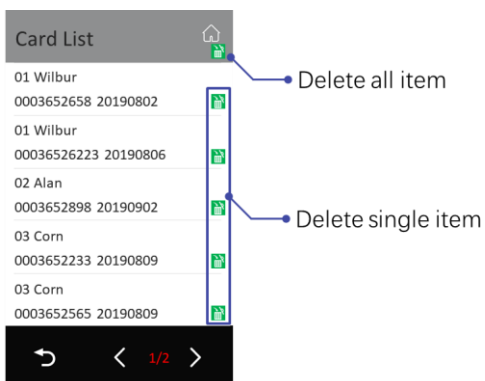 Card List
Delete all item
01 Wilbur
0003652658 20190802
01 Wilbur
00036526223 20190806
02 Alan
0003652898 20190902
Delete single item
03 Corn
0003652233 20190809
03 Corn
0003652565 20190809
1/2